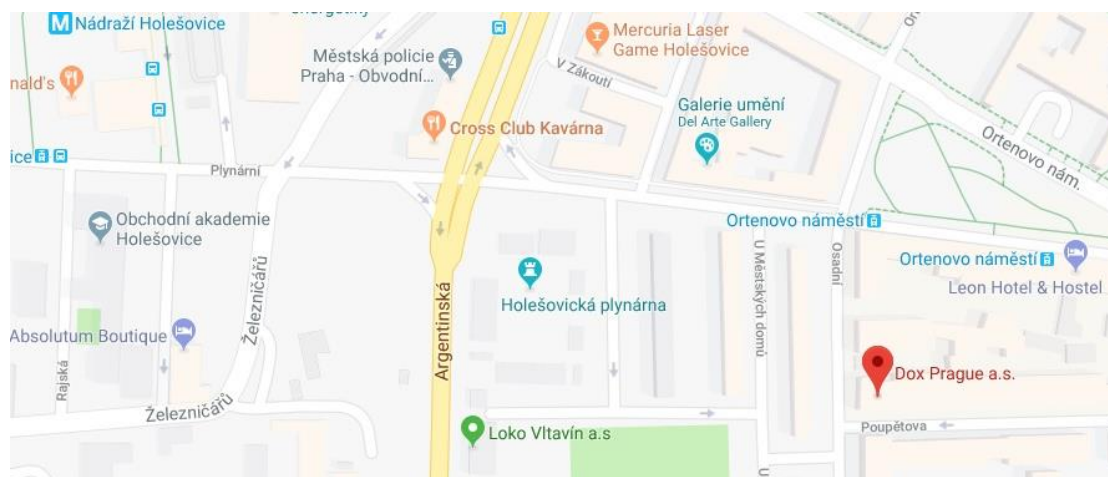 energetiky
M Nádraží Holešovice
Mercuria Laser
Game Holešovice
Městská policie
Praha - Obvodní...
V Zákoutí
nald's
Galerie umění
Del Arte Gallery
Cross Club Kavárna
Ortenovo nám.
ice
Plynární
Obchodní akademie
Holešovice
Ortenovo náměstí
Železničářů
Argentinská
Holešovická plynárna
U Městských domů
Osadní
Ortenovo náměstí
Leon Hotel & Hostel
Absolutum Boutique
Rajská
Dox Prague a.s.
Železničářů
Loko Vltavín a.s
Poupětova
U